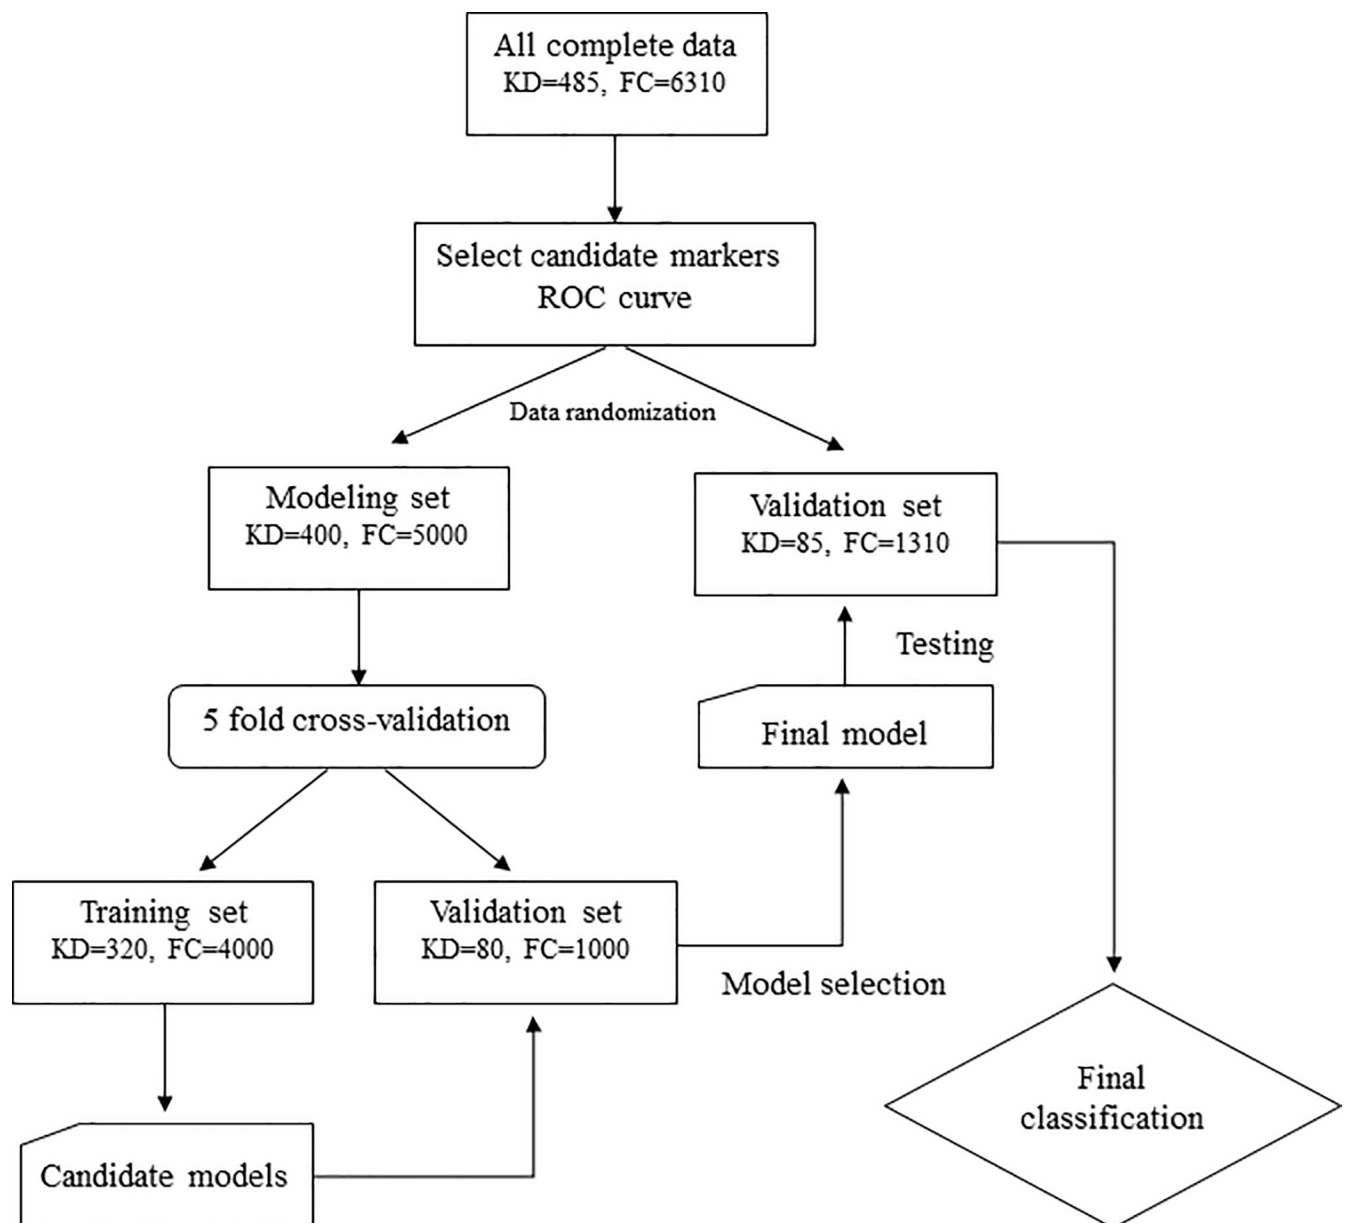 All complete data
KD=485, FC=6310
Select candidate markers
ROC curve
Data randomization
Modeling set
KD=400, FC=5000
Validation set
KD=85, FC=1310
Testing
5 fold cross-validation
Final model
Training set
KD=320, FC=4000
Validation set
KD=80, FC=1000
Model selection
Candidate models
Final
classification